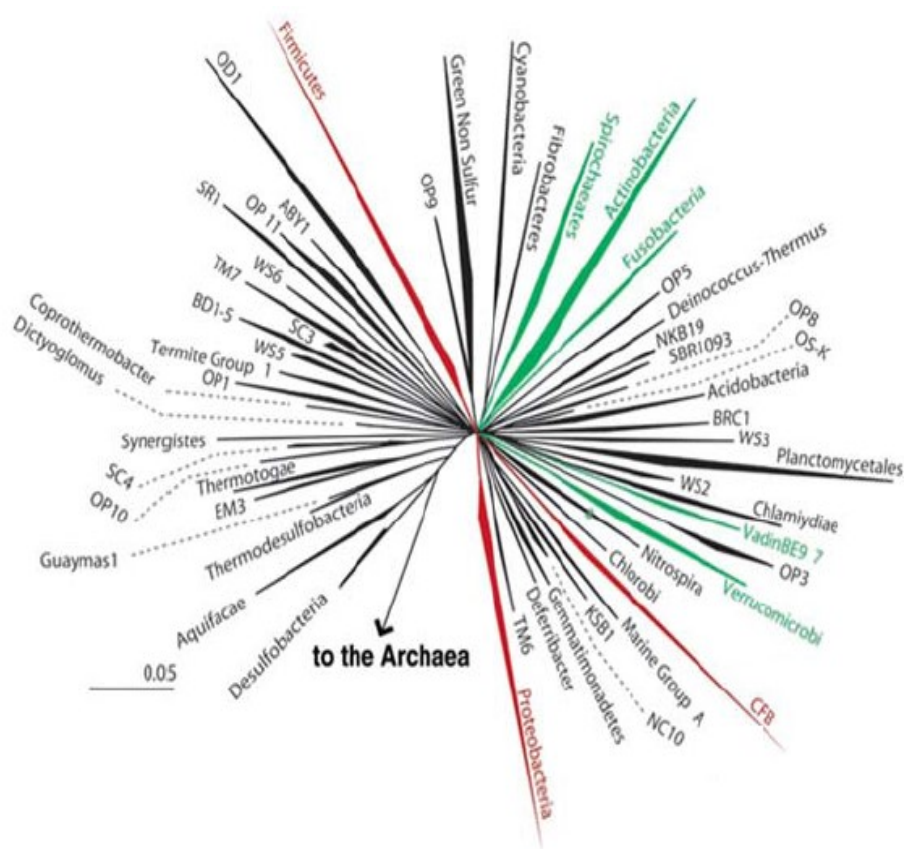 Firmicutes
OD1
Green Non Sulfur
Cyanobacteria
Fibrobacteres
Spirochaeates
Actinobacteria
Fusobacteria
OP9
ABY1
OP 11
SR1
WS6
TM7
BD1-5
SC3
WS5
Termite Group 1
OP1
Coprothermobacter
Dictyoglomus
Synergistes
SC4
OP10
Thermotogae
EM3
Guaymas1
Thermodesulfobacteria
Aquifacae
Desulfobacteria
to the Archaea
0.05
OP5
Deinococcus-Thermus
NKB19
SBRI093
OP8
OS-K
Acidobacteria
BRC1
WS3
Planctomycetales
WS2
Chlamiydiae
VadinBE9 7
OP3
Verrucomicrobi
Nitrospira
Chlorobi
CFB
Marine Group A
KSB1
NC10
Gemmatimonadetes
Deferribacter
TM6
Proteobacteria